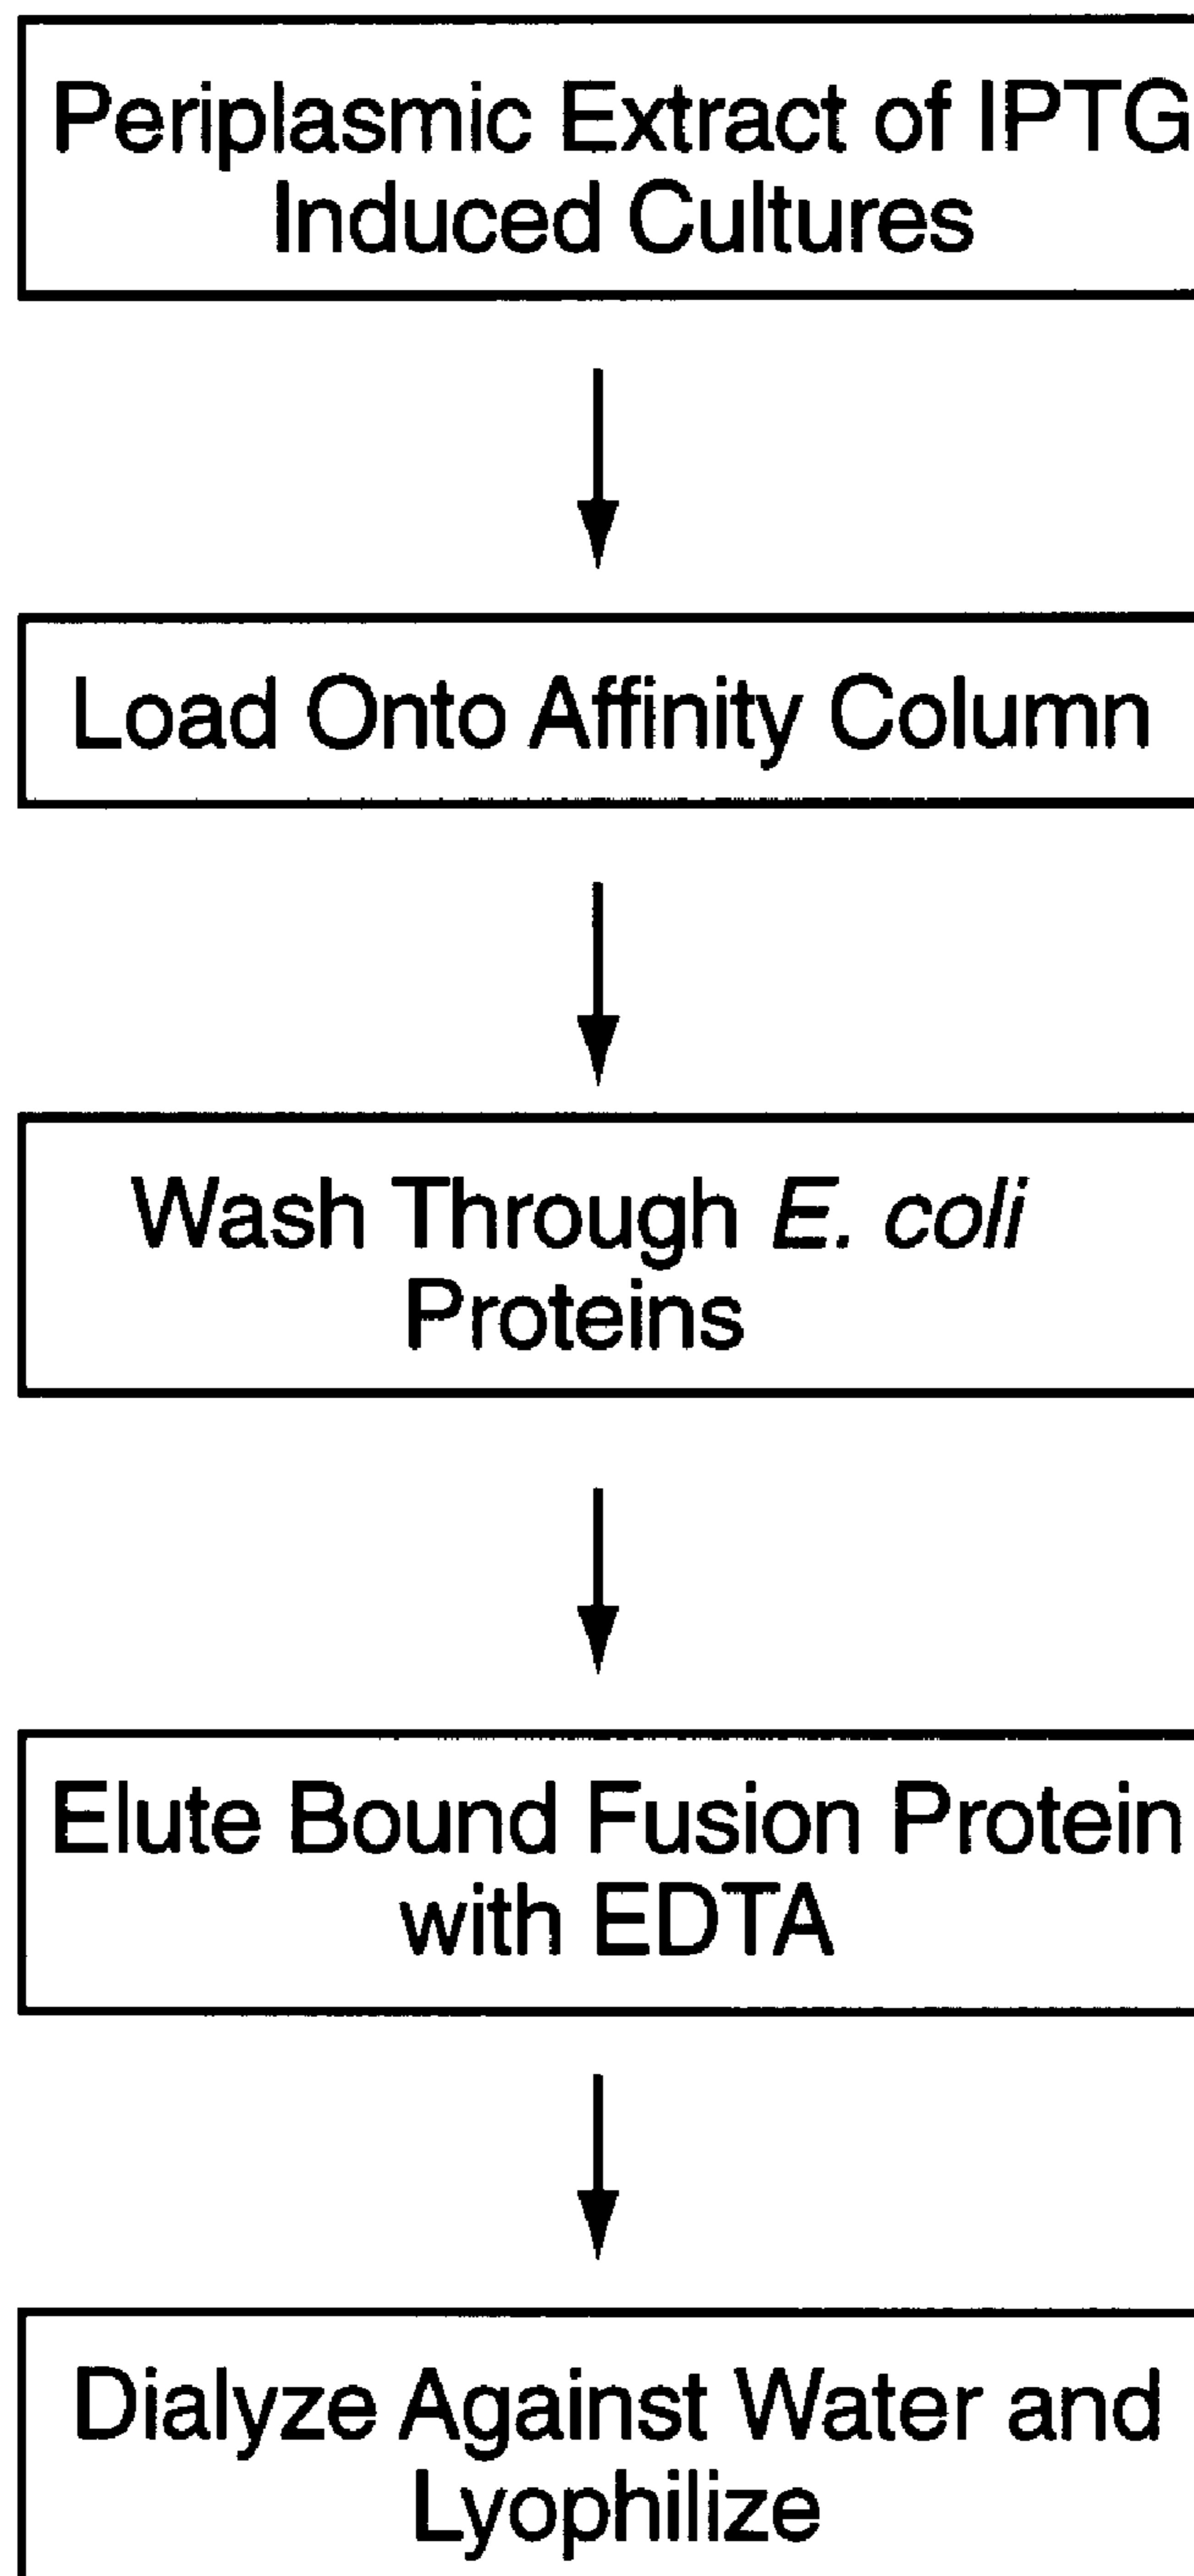 Periplasmic Extract of IPTG
Induced Cultures
Load Onto Affinity Column
Wash Through E. coli
Proteins
Elute Bound Fusion Protein
with EDTA
Dialyze Against Water and
Lyophilize